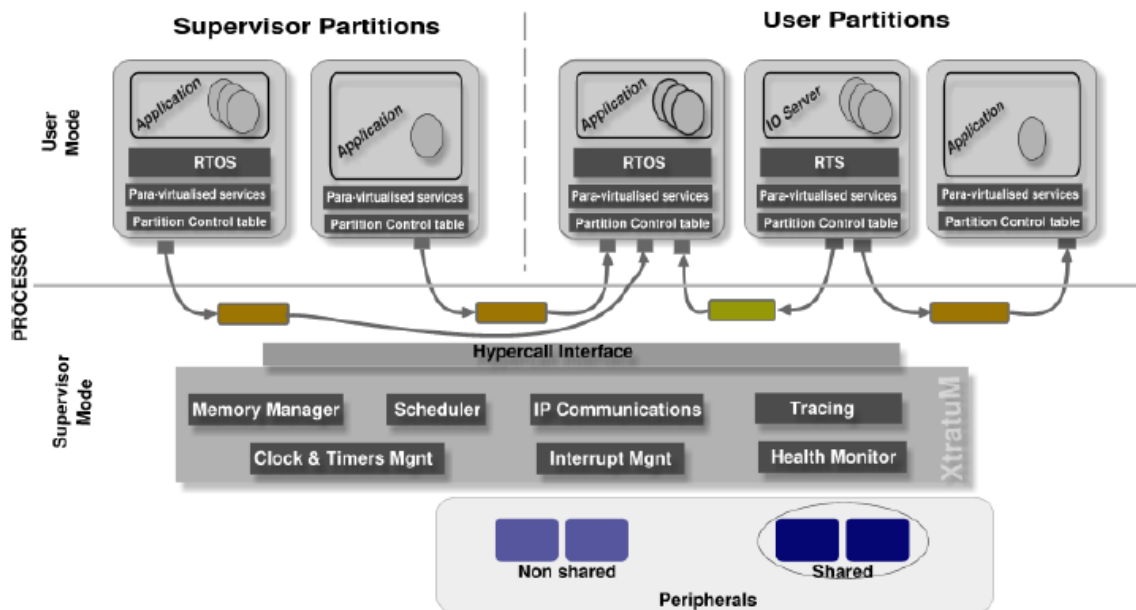 Supervisor Partitions
User Partitions
User
Mode
Application
RTOS
Para-virtualised services
Partition Control table
Application
Para-virtualised services
Partition Control table
Application
RTOS
Para-virtualised services
Partition Control table
IO Server
RTS
Para-virtualised services
Partition Control table
Application
Para-virtualised services
Partition Control table
PROCESSOR
Supervisor
Mode
Hypercall Interface
Memory Manager
Scheduler
IP Communications
Tracing
Clock & Timers Mgnt
Interrupt Mgnt
Health Monitor
XtratuM
Non shared
Shared
Peripherals